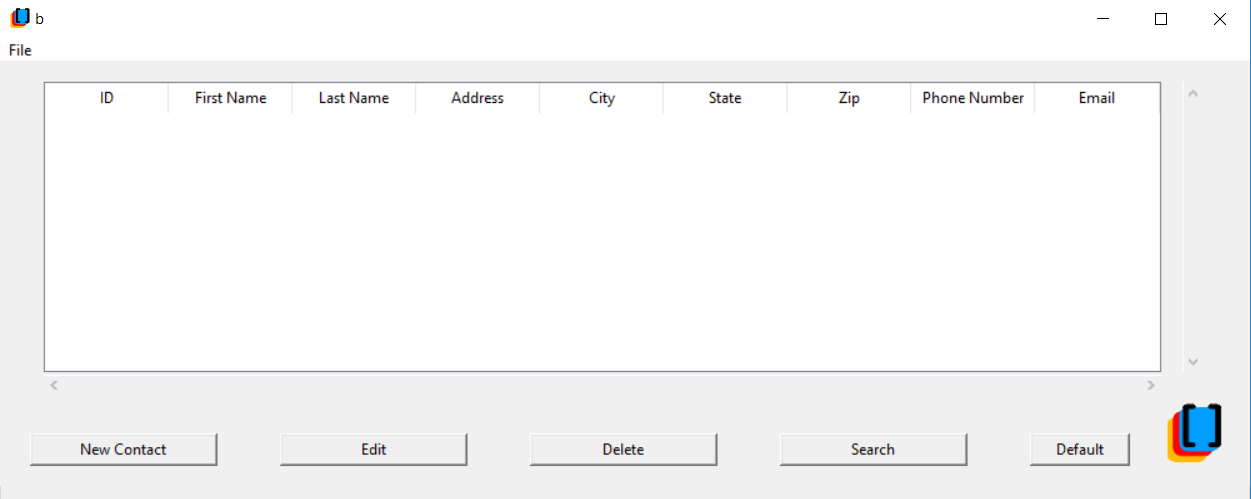 b
File
ID First Name Last Name Address City State Zip Phone Number Email
New Contact Edit Delete Search Default